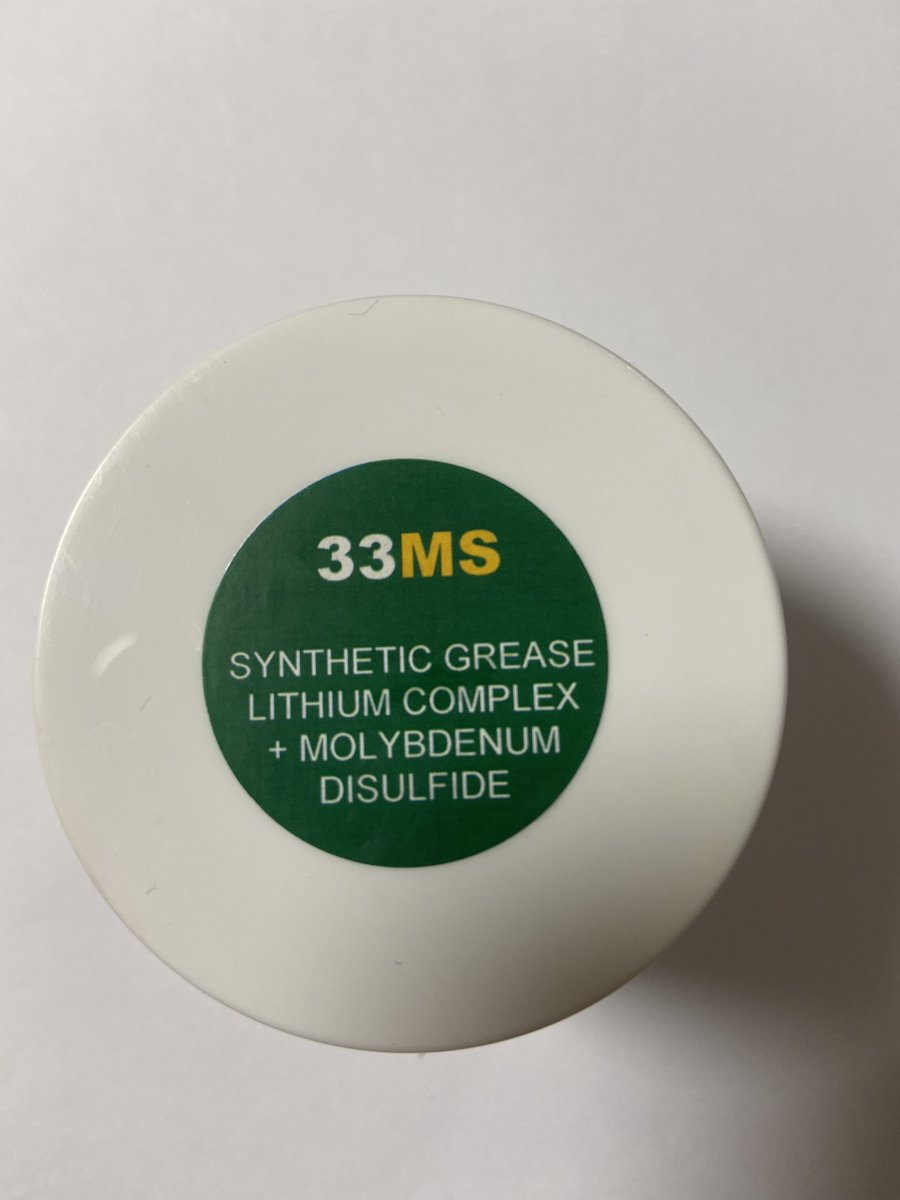 33MS
SYNTHETIC GREASE
LITHIUM COMPLEX
+ MOLYBDENUM
DISULFIDE